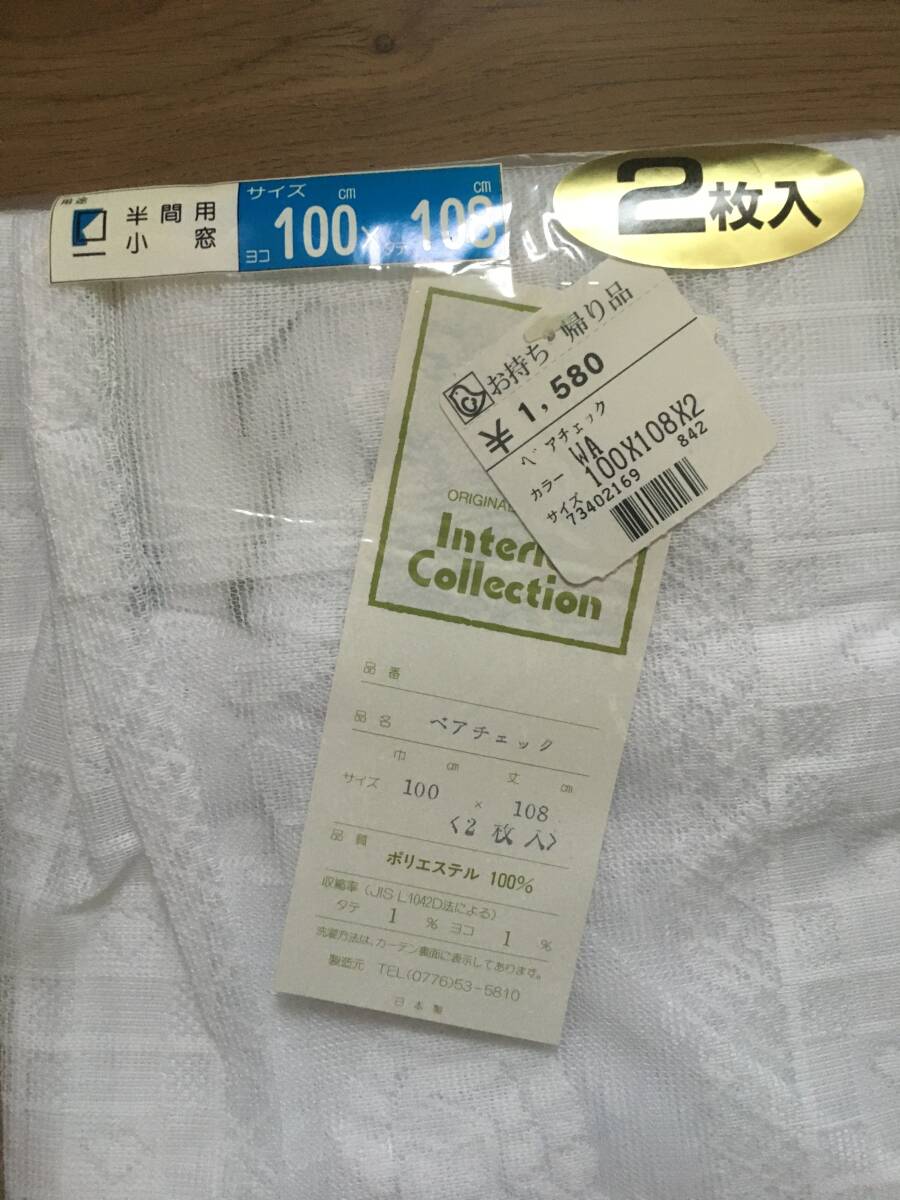 用途
半間用
小窓
サイズ
ヨコ 100 cm × タテ 108 cm
2枚入
お持ち帰り品
¥1,580
ベアチェック
カラー WA
サイズ 100X108X2
73402169 842
ORIGINAL
Interi
Collection
品番
品名 ベアチェック
巾 cm 丈 cm
サイズ 100 × 108
<2枚入>
品質 ポリエステル 100%
収縮率 (JIS L1042D法による)
タテ 1 % ヨコ 1 %
洗濯方法は、カーテン裏面に表示してあります。
製造元 TEL(0776)53-5810
日本製